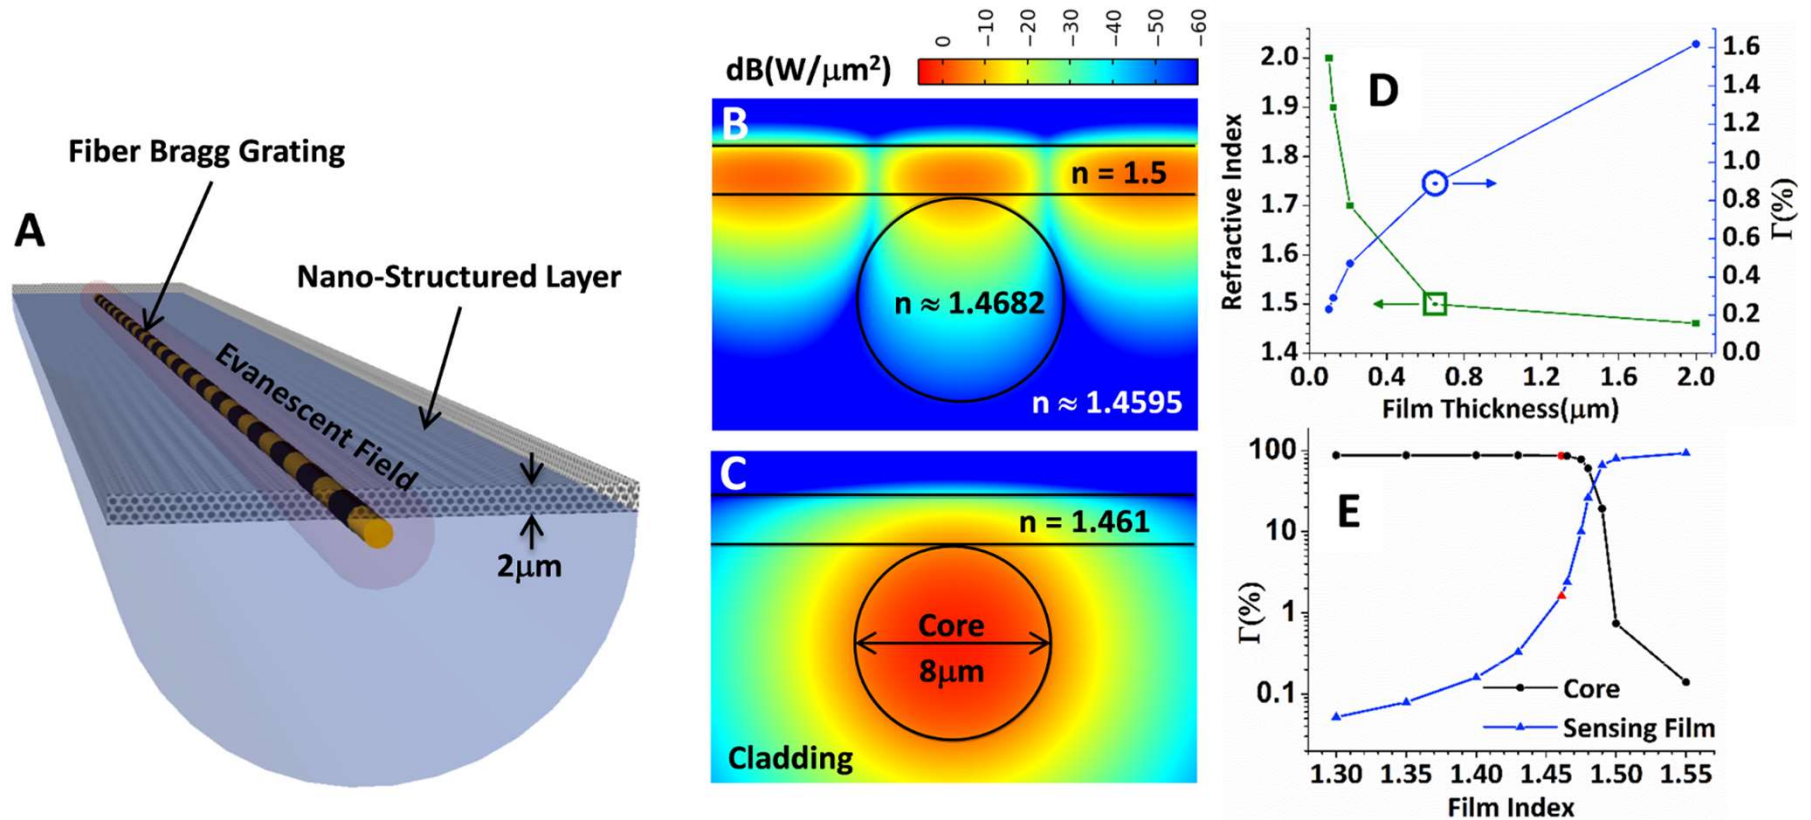 A
Fiber Bragg Grating
Nano-Structured Layer
Evanescent Field
2μm
dB(W/μm²)
0 -10 -20 -30 -40 -50 -60
B
n = 1.5
n ≈ 1.4682
n ≈ 1.4595
C
n = 1.461
Core
8μm
Cladding
D
Refractive Index
2.0
1.9
1.8
1.7
1.6
1.5
1.4
Γ(%)
1.6
1.4
1.2
1.0
0.8
0.6
0.4
0.2
0.0
0.0 0.4 0.8 1.2 1.6 2.0
Film Thickness(μm)
E
Γ(%)
100
10
1
0.1
Core
Sensing Film
1.30 1.35 1.40 1.45 1.50 1.55
Film Index